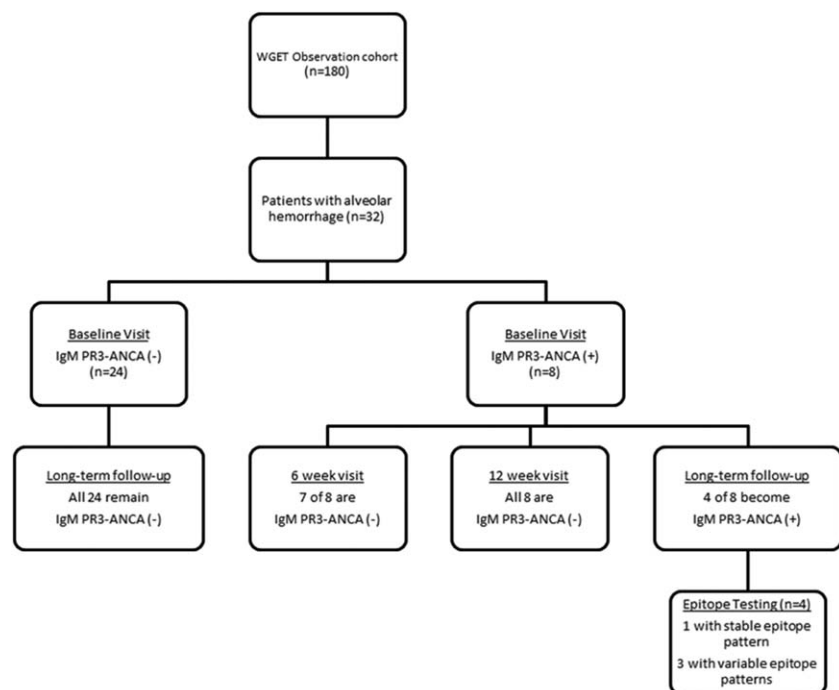 WGET Observation cohort
(n=180)
Patients with alveolar
hemorrhage (n=32)
Baseline Visit
IgM PR3-ANCA (-)
(n=24)
Baseline Visit
IgM PR3-ANCA (+)
(n=8)
Long-term follow-up
All 24 remain
IgM PR3-ANCA (-)
6 week visit
7 of 8 are
IgM PR3-ANCA (-)
12 week visit
All 8 are
IgM PR3-ANCA (-)
Long-term follow-up
4 of 8 become
IgM PR3-ANCA (+)
Epitope Testing (n=4)
1 with stable epitope
pattern
3 with variable epitope
patterns